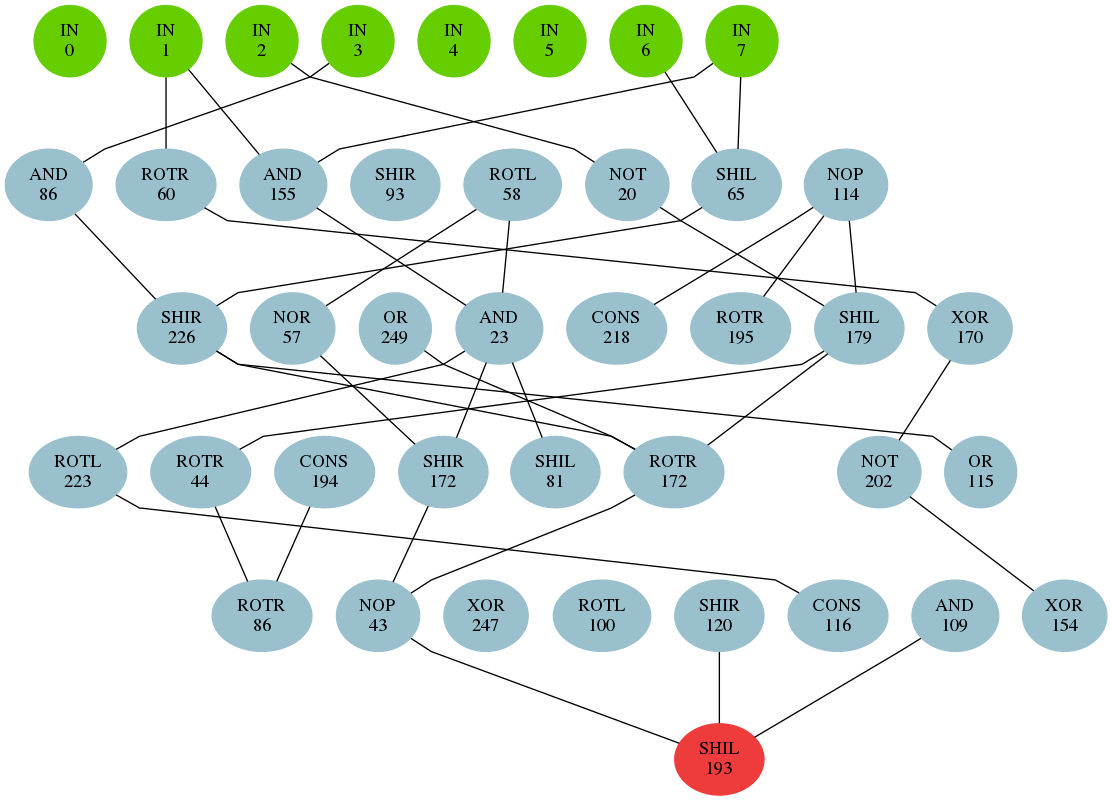 IN
0
IN
1
IN
2
IN
3
IN
4
IN
5
IN
6
IN
7
AND
86
ROTR
60
AND
155
SHIR
93
ROTL
58
NOT
20
SHIL
65
NOP
114
SHIR
226
NOR
57
OR
249
AND
23
CONS
218
ROTR
195
SHIL
179
XOR
170
ROTL
223
ROTR
44
CONS
194
SHIR
172
SHIL
81
ROTR
172
NOT
202
OR
115
ROTR
86
NOP
43
XOR
247
ROTL
100
SHIR
120
CONS
116
AND
109
XOR
154
SHIL
193